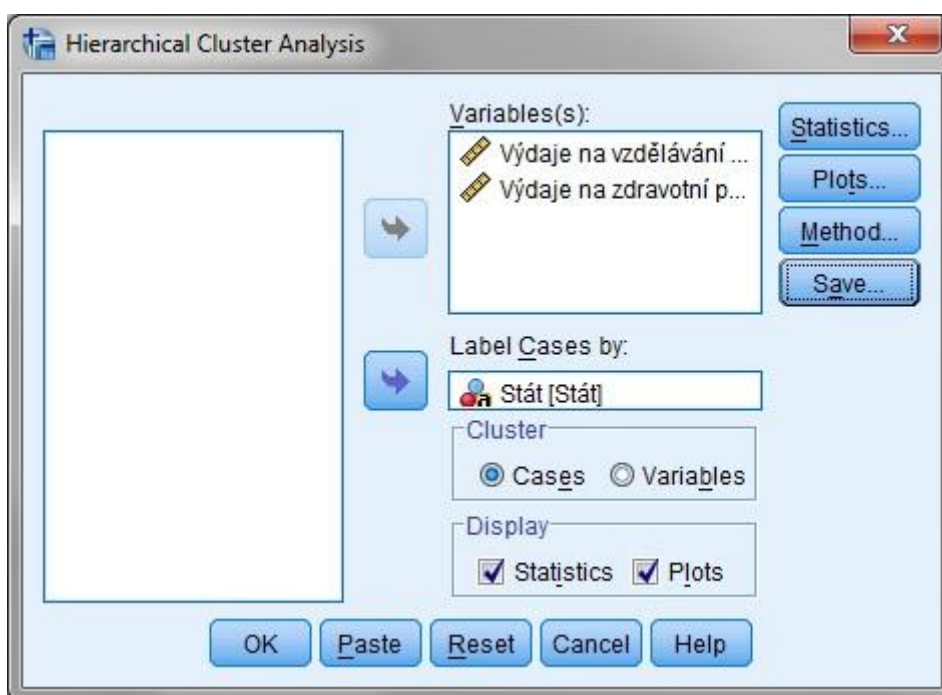 Hierarchical Cluster Analysis
Variables(s):
Výdaje na vzdělávání ...
Výdaje na zdravotní p...
Statistics...
Plots...
Method...
Save...
Label Cases by:
Stát [Stát]
Cluster
Cases Variables
Display
Statistics Plots
OK Paste Reset Cancel Help